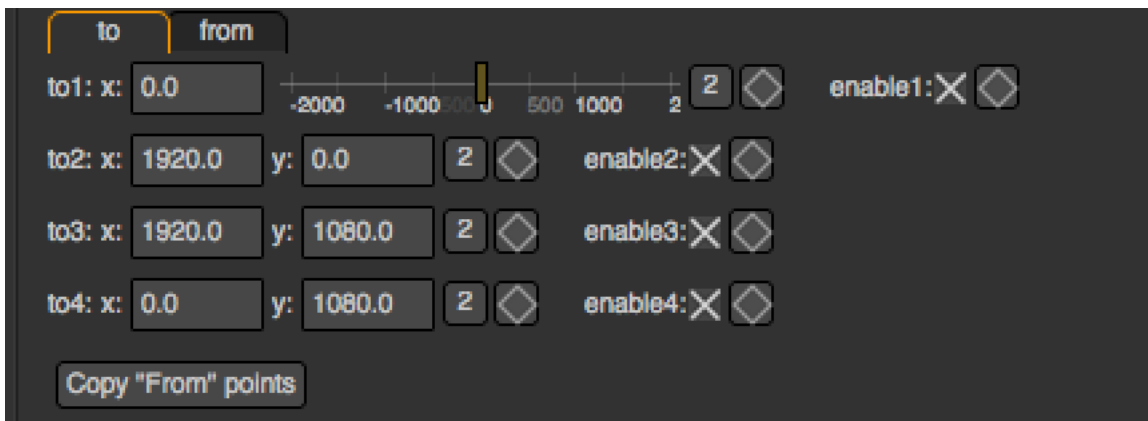 to from
to1: x: 0.0 -2000 -1000 0 500 1000 2 2 enable1:
to2: x: 1920.0 y: 0.0 2 enable2:
to3: x: 1920.0 y: 1080.0 2 enable3:
to4: x: 0.0 y: 1080.0 2 enable4:
Copy "From" points